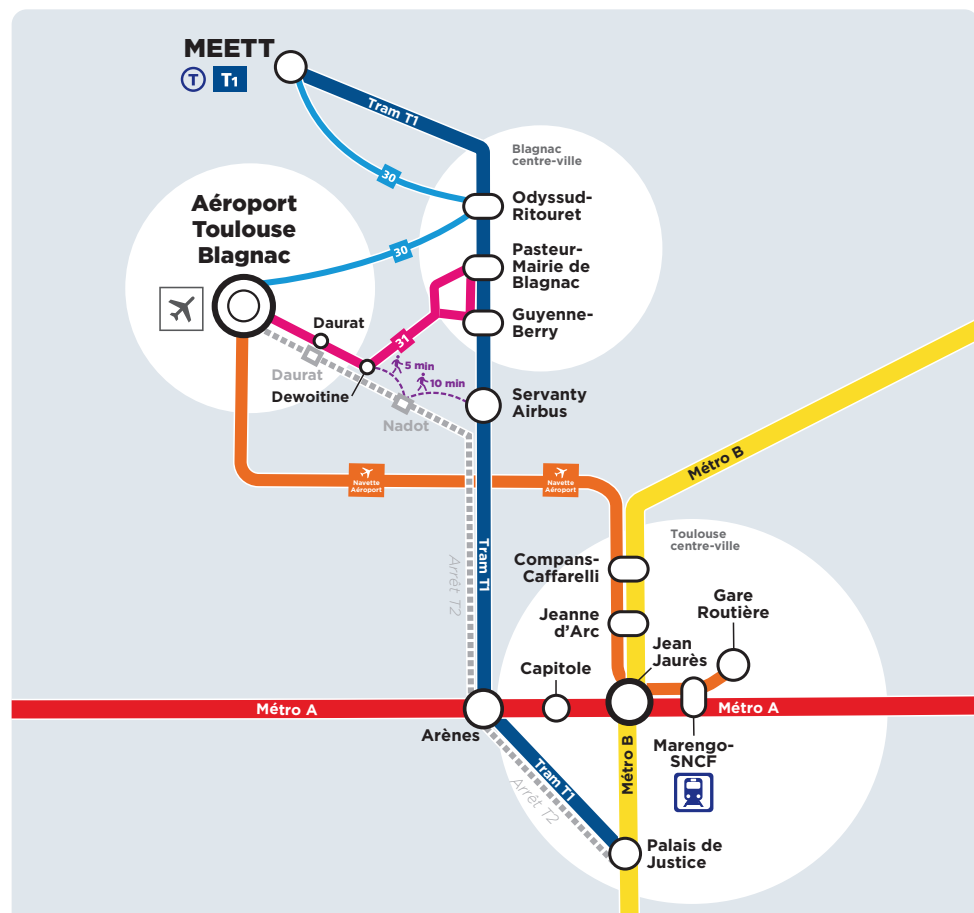 MEETT
T T1
Tram T1
30
Blagnac
centre-ville
Odyssud-
Ritouret
Aéroport
Toulouse
Blagnac
30
Pasteur-
Mairie de
Blagnac
Guyenne-
Berry
Daurat
31
Daurat
5 min
10 min
Dewoitine
Servanty
Airbus
Nadot
Métro B
Navette
Aéroport
Navette
Aéroport
Toulouse
centre-ville
Tram T1
Arrêt T2
Compans-
Caffarelli
Gare
Routière
Jeanne
d'Arc
Jean
Jaurès
Capitole
Métro A
Métro A
Arènes
Métro B
Marengo-
SNCF
Tram T1
Arrêt T2
Palais de
Justice